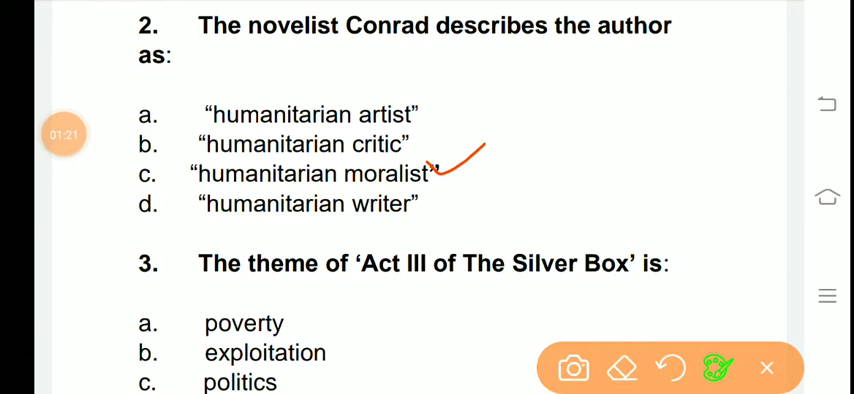 2. The novelist Conrad describes the author
as:
a. “humanitarian artist”
01:21
b. “humanitarian critic”
c. “humanitarian moralist”
d. “humanitarian writer”
3. The theme of ‘Act III of The Silver Box’ is:
a. poverty
b. exploitation
c. politics